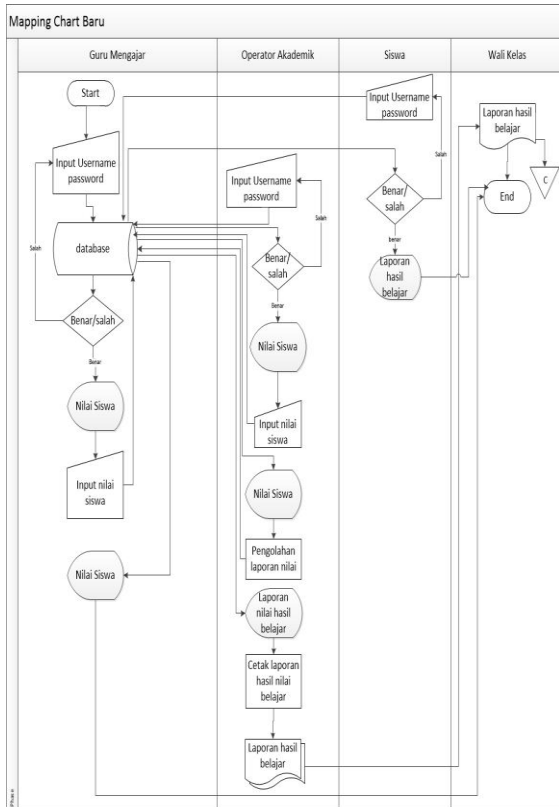 Mapping Chart Baru
Guru Mengajar
Operator Akademik
Siswa
Wali Kelas
Start
Input Username
password
Salah
database
Benar/salah
Benar
Nilai Siswa
Input nilai
siswa
Nilai Siswa
Input Username
password
Salah
Benar/
salah
Benar
Nilai Siswa
Input nilai
siswa
Nilai Siswa
Pengolahan
laporan nilai
Laporan
nilai hasil
belajar
Cetak laporan
hasil nilai
belajar
Laporan hasil
belajar
Input Username
password
Salah
Benar/
salah
benar
Laporan
hasil
belajar
Laporan hasil
belajar
C
End
Phase